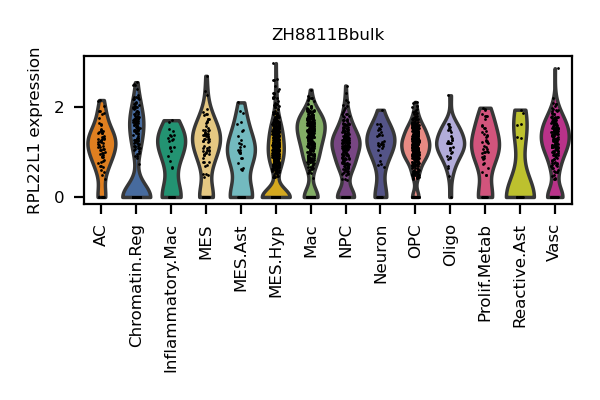 ZH8811Bbulk
RPL22L1 expression
2
0
AC
Chromatin.Reg
Inflammatory.Mac
MES
MES.Ast
MES.Hyp
Mac
NPC
Neuron
OPC
Oligo
Prolif.Metab
Reactive.Ast
Vasc